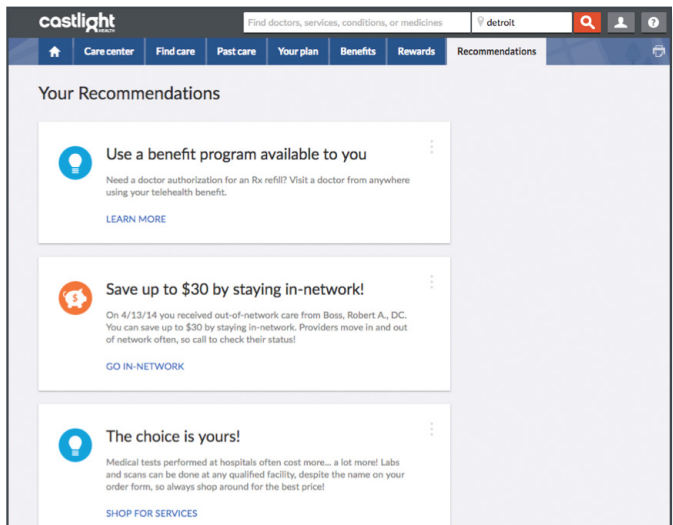 castlight
HEALTH
Find doctors, services, conditions, or medicines
detroit
?
Care center
Find care
Past care
Your plan
Benefits
Rewards
Recommendations
Your Recommendations
Use a benefit program available to you
Need a doctor authorization for an Rx refill? Visit a doctor from anywhere
using your telehealth benefit.
LEARN MORE
$
Save up to $30 by staying in-network!
On 4/13/14 you received out-of-network care from Boss, Robert A., DC.
You can save up to $30 by staying in-network. Providers move in and out
of network often, so call to check their status!
GO IN-NETWORK
The choice is yours!
Medical tests performed at hospitals often cost more... a lot more! Labs
and scans can be done at any qualified facility, despite the name on your
order form, so always shop around for the best price!
SHOP FOR SERVICES